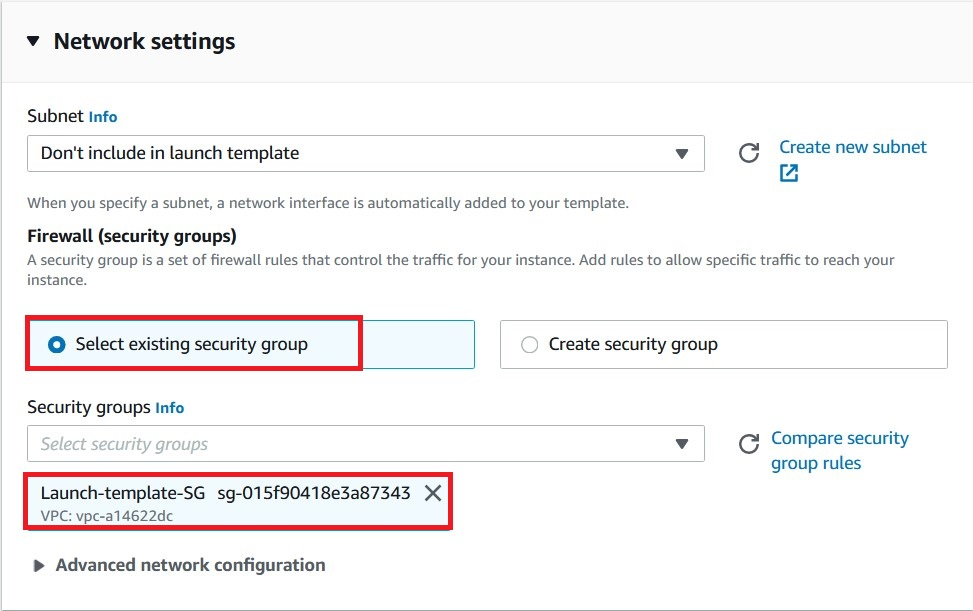 Network settings
Subnet Info
Don't include in launch template
Create new subnet
When you specify a subnet, a network interface is automatically added to your template.
Firewall (security groups)
A security group is a set of firewall rules that control the traffic for your instance. Add rules to allow specific traffic to reach your
instance.
Select existing security group
Create security group
Security groups Info
Select security groups
Compare security
group rules
Launch-template-SG sg-015f90418e3a87343
VPC: vpc-a14622dc
Advanced network configuration